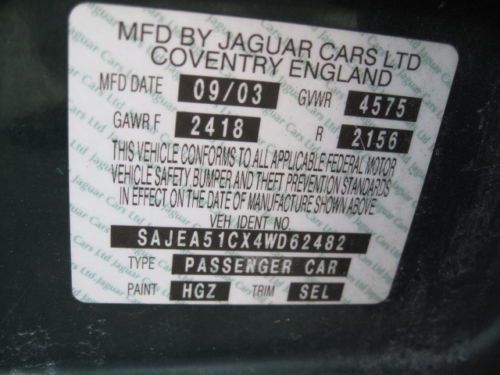 MFD BY JAGUAR CARS LTD
COVENTRY ENGLAND
MFD DATE 09/03 GVWR 4575
GAWR.F 2418 R 2156
THIS VEHICLE CONFORMS TO ALL APPLICABLE FEDERAL MOTOR
VEHICLE SAFETY BUMPER AND THEFT PREVENTION STANDARDS
IN EFFECT ON THE DATE OF MANUFACTURE SHOWN ABOVE.
VEH IDENT NO.
SAJEA51CX4WD62482
TYPE PASSENGER CAR
PAINT HGZ TRIM SEL